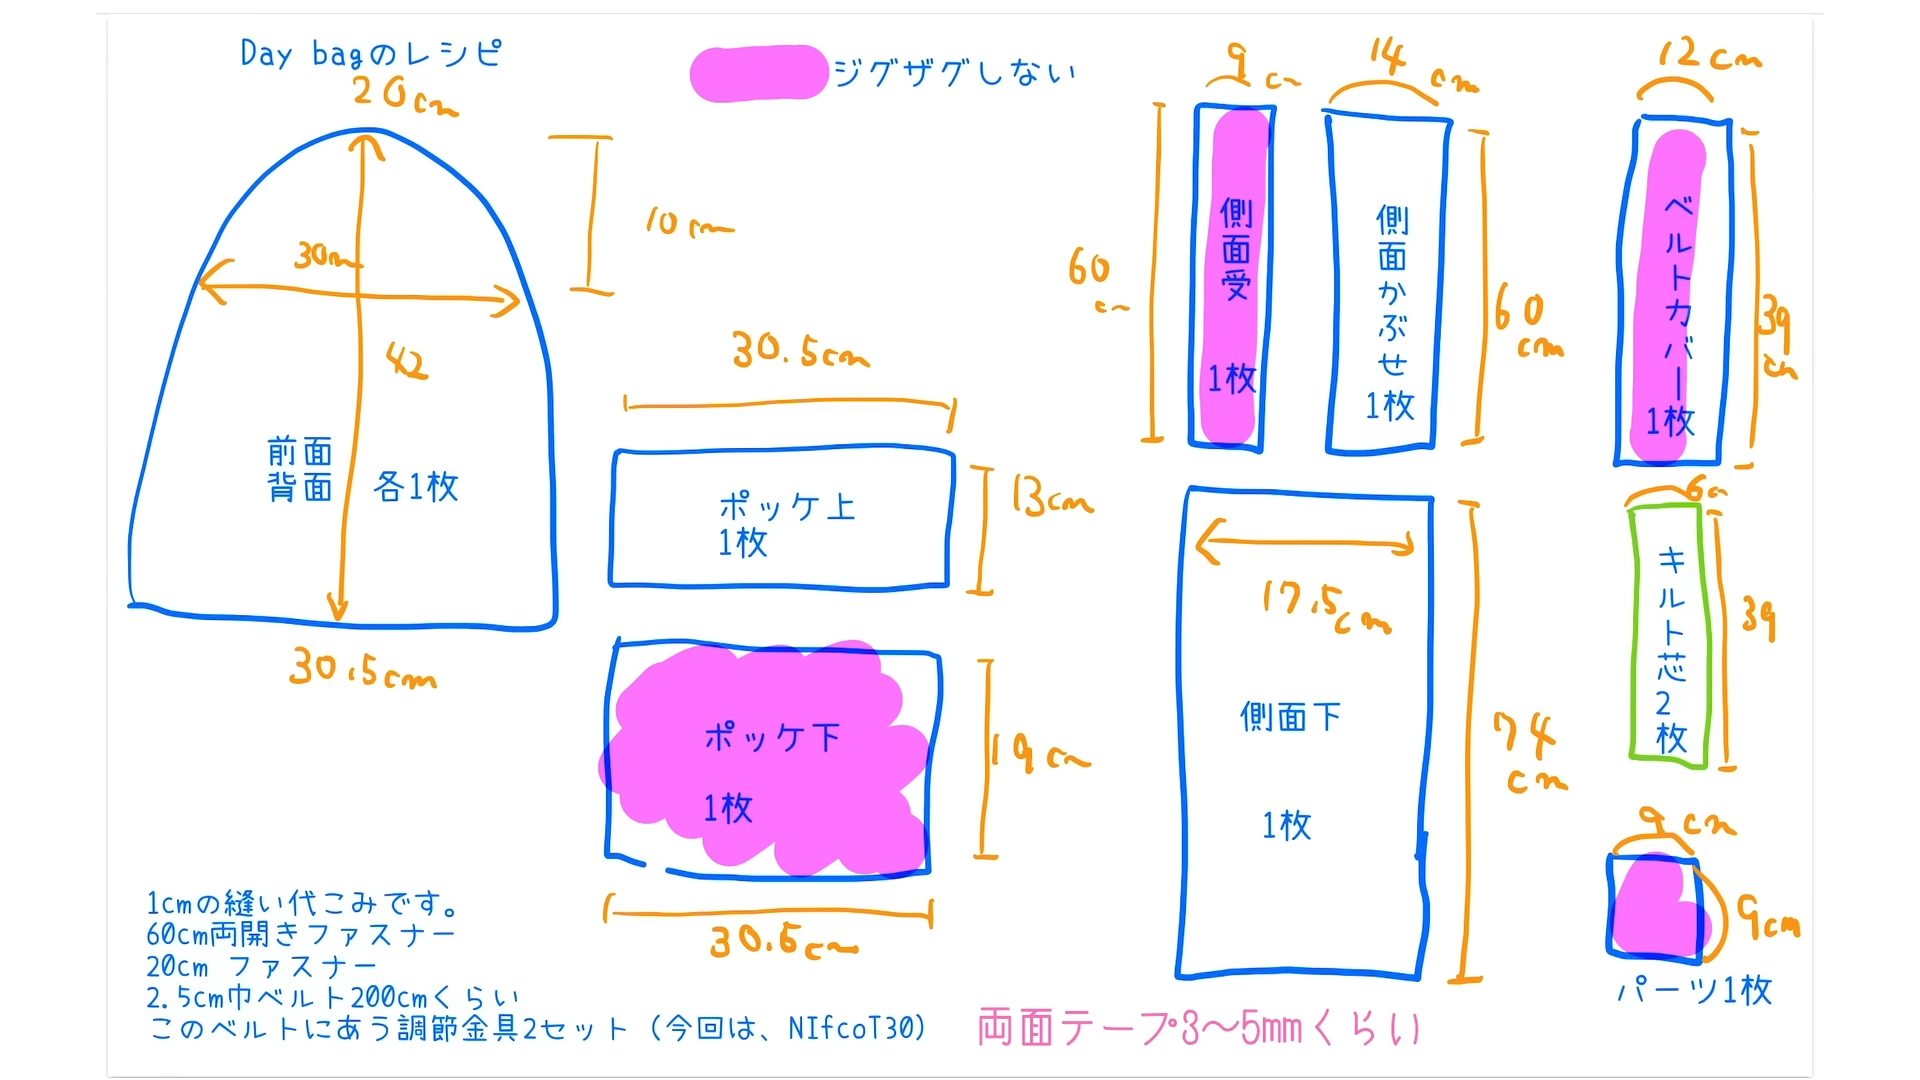 Day bagのレシピ
ジグザグしない
20cm
10cm
30cm
42
前面
背面
各1枚
30.5cm
30.5cm
ポッケ上
1枚
13cm
ポッケ下
1枚
19cm
30.5cm
9cm
60cm
側面受
1枚
14cm
側面かぶせ
1枚
60cm
12cm
ベルトカバー
1枚
39cm
17.5cm
側面下
1枚
74cm
6cm
キルト芯2枚
39
9cm
9cm
パーツ1枚
1cmの縫い代こみです。
60cm両開きファスナー
20cm ファスナー
2.5cm巾ベルト200cmくらい
このベルトにあう調節金具2セット（今回は、NIfcoT30）
両面テープ3〜5mmくらい